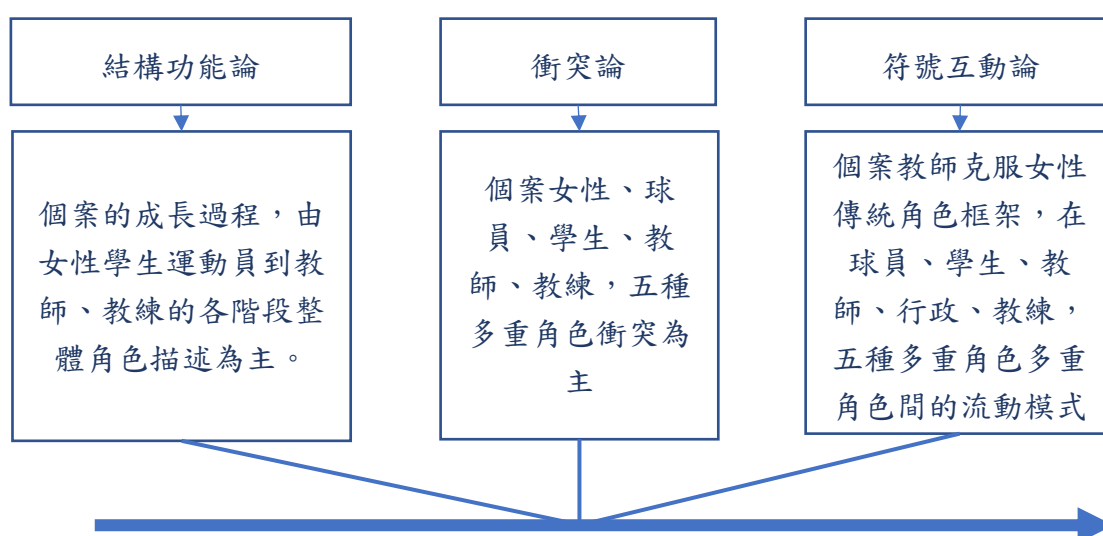 結構功能論
衝突論
符號互動論
個案的成長過程，由
女性學生運動員到教
師、教練的各階段整
體角色描述為主。
個案女性、球
員、學生、教
師、教練，五種
多重角色衝突為
主
個案教師克服女性
傳統角色框架，在
球員、學生、教
師、行政、教練，
五種多重角色多重
角色間的流動模式